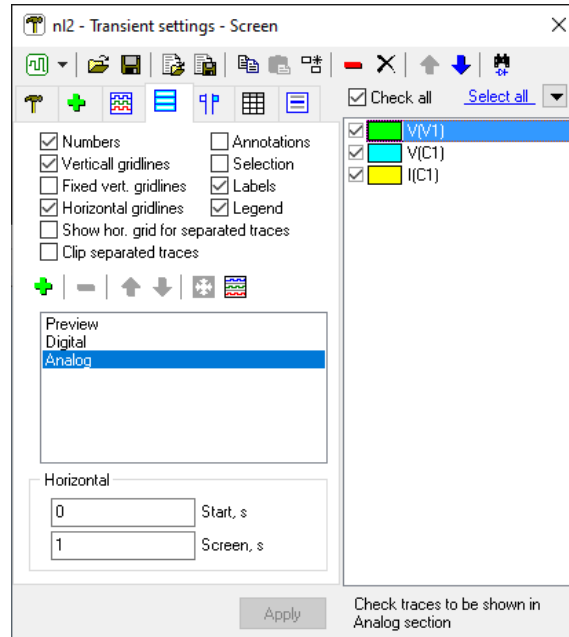 nl2 - Transient settings - Screen
Check all Select all
Numbers Annotations
Verticall gridlines Selection
Fixed vert. gridlines Labels
Horizontal gridlines Legend
Show hor. grid for separated traces
Clip separated traces
Preview
Digital
Analog
Horizontal
0 Start, s
1 Screen, s
Apply
V(V1)
V(C1)
I(C1)
Check traces to be shown in
Analog section